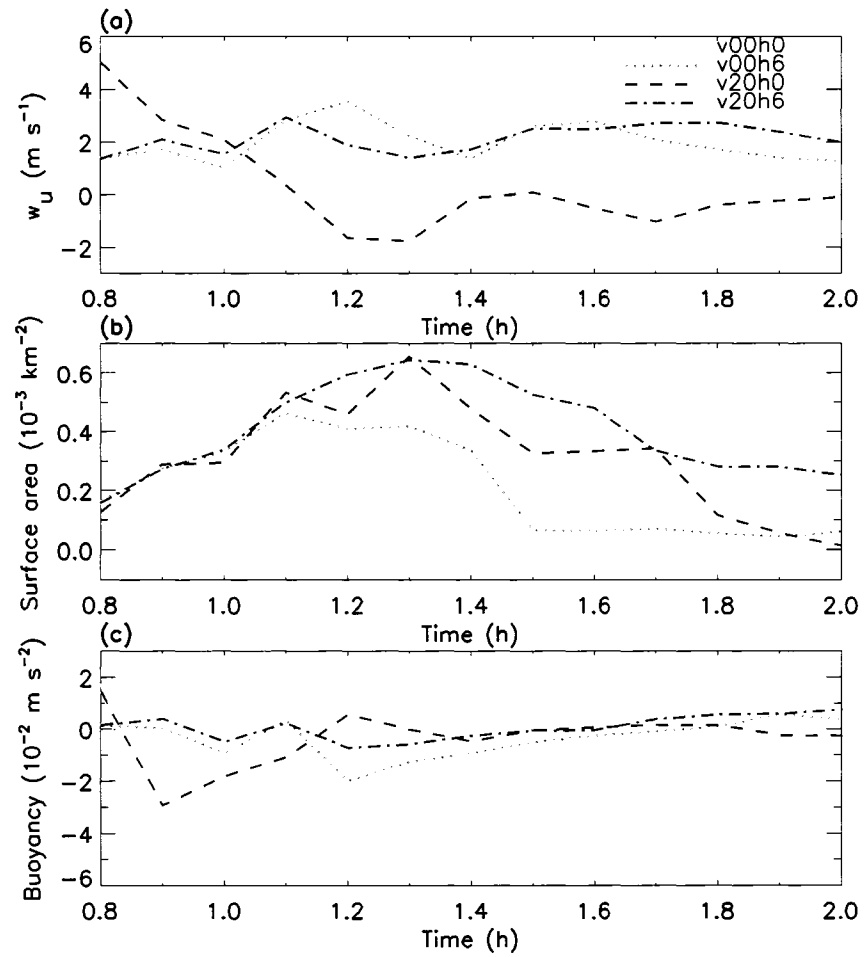 (a)
6
4
2
0
−2
w_u (m s⁻¹)
v00h0
v00h6
v20h0
v20h6
0.8 1.0 1.2 1.4 1.6 1.8 2.0
Time (h)
(b)
0.6
0.4
0.2
0.0
Surface area (10⁻³ km⁻²)
0.8 1.0 1.2 1.4 1.6 1.8 2.0
Time (h)
(c)
2
0
−2
−4
−6
Buoyancy (10⁻² m s⁻²)
0.8 1.0 1.2 1.4 1.6 1.8 2.0
Time (h)